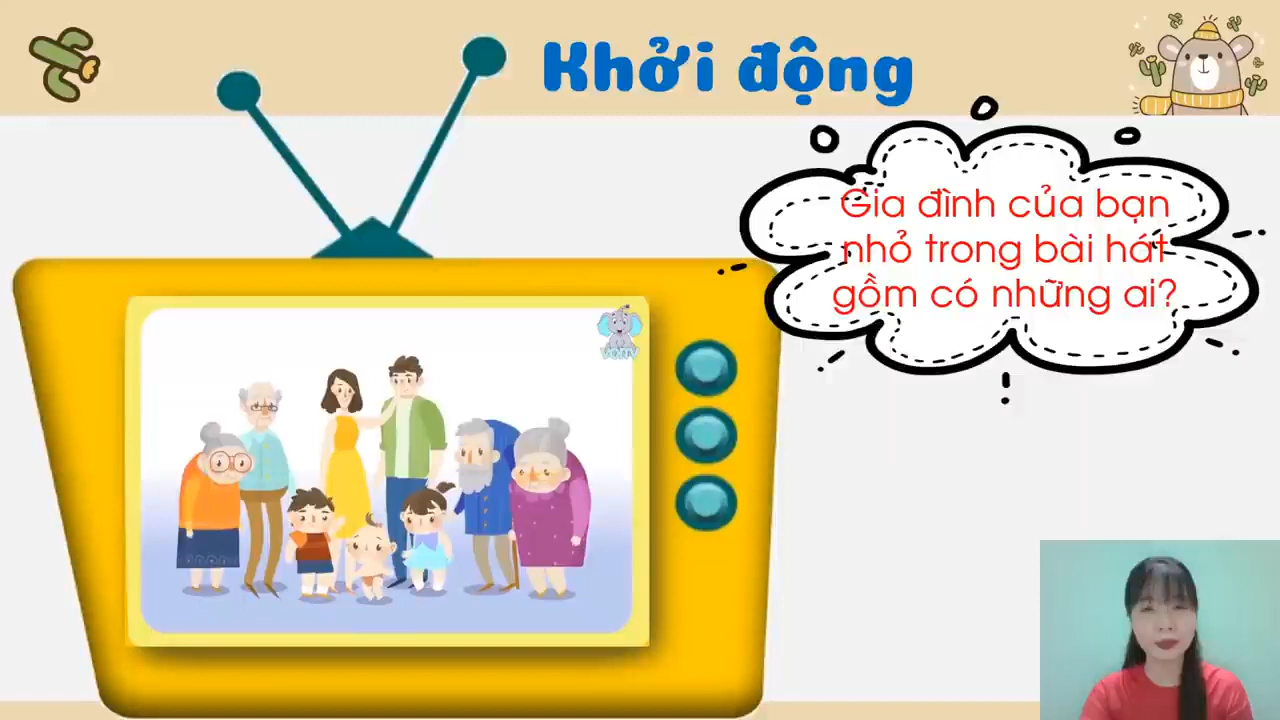 Khởi động
Gia đình của bạn
nhỏ trong bài hát
gồm có những ai?